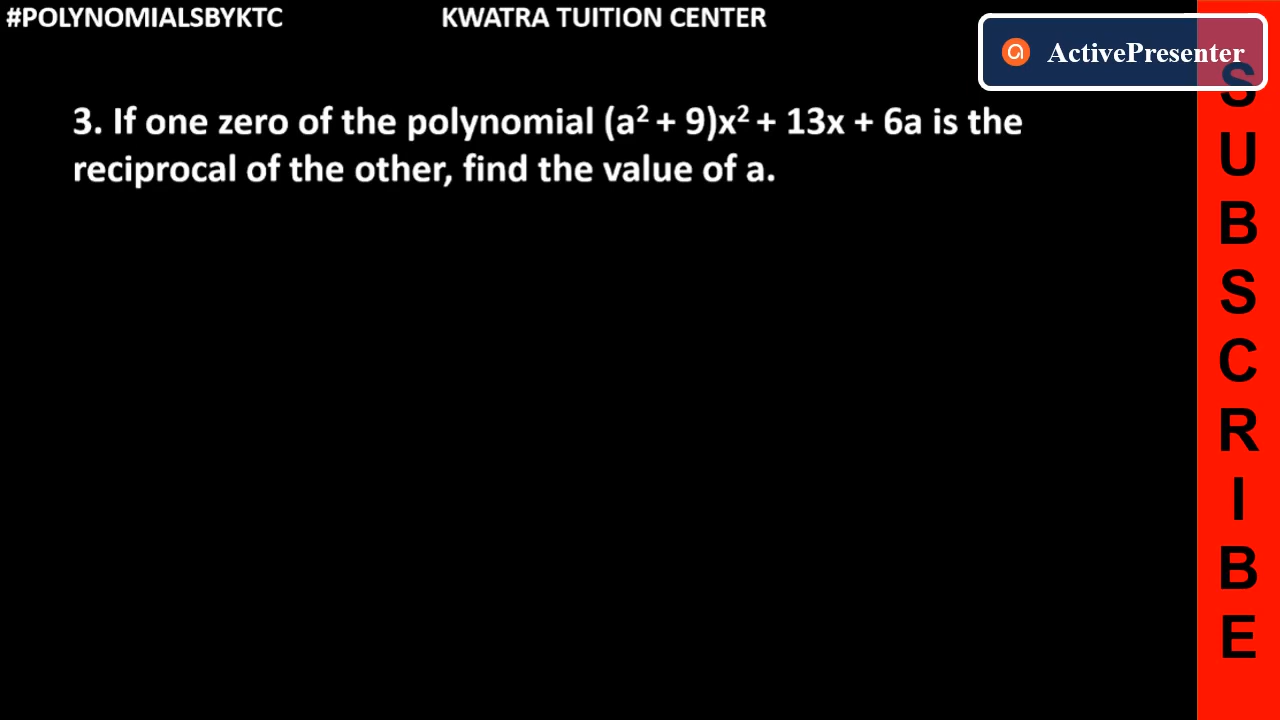 #POLYNOMIALSBYKTC
KWATRA TUITION CENTER
ActivePresenter
3. If one zero of the polynomial (a² + 9)x² + 13x + 6a is the
reciprocal of the other, find the value of a.
S
U
B
S
C
R
I
B
E